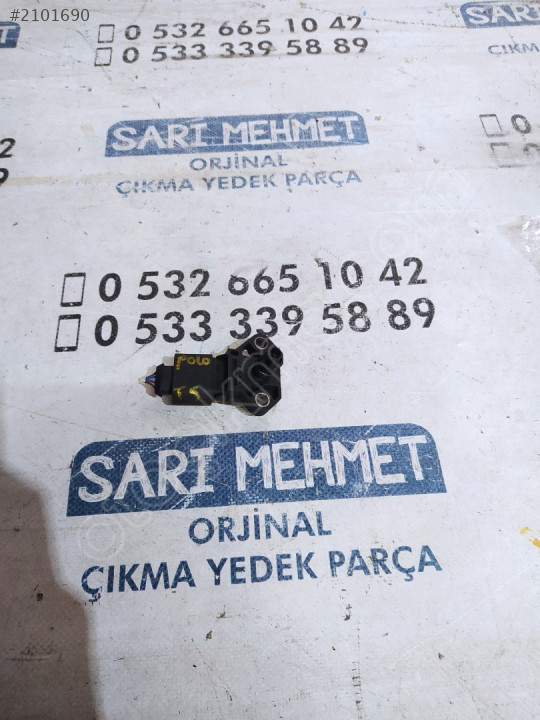 #2101690
0 532 665 10 42
0 533 339 58 89
SARI MEHMET
ORJİNAL
ÇIKMA YEDEK PARÇA
0 532 665 10 42
0 533 339 58 89
SARI MEHMET
ORJİNAL
ÇIKMA YEDEK PARÇA